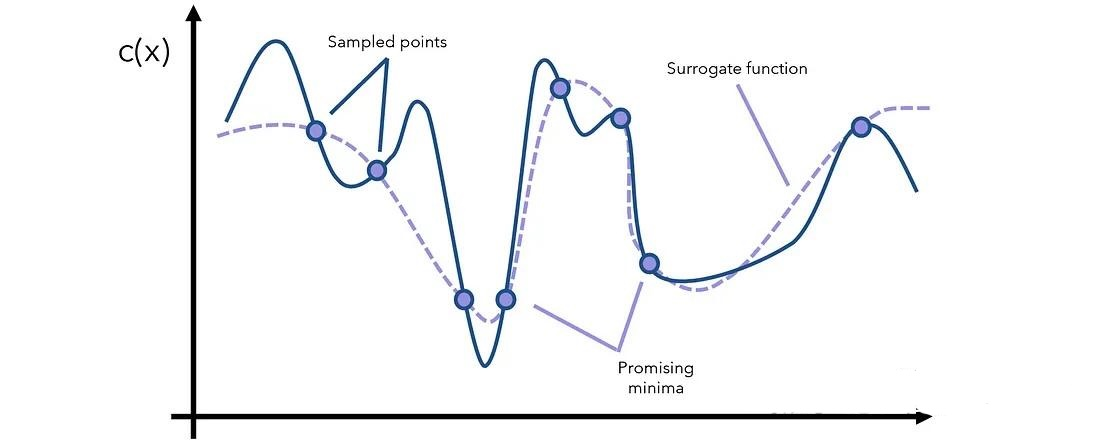 c(x)
Sampled points
Surrogate function
Promising
minima